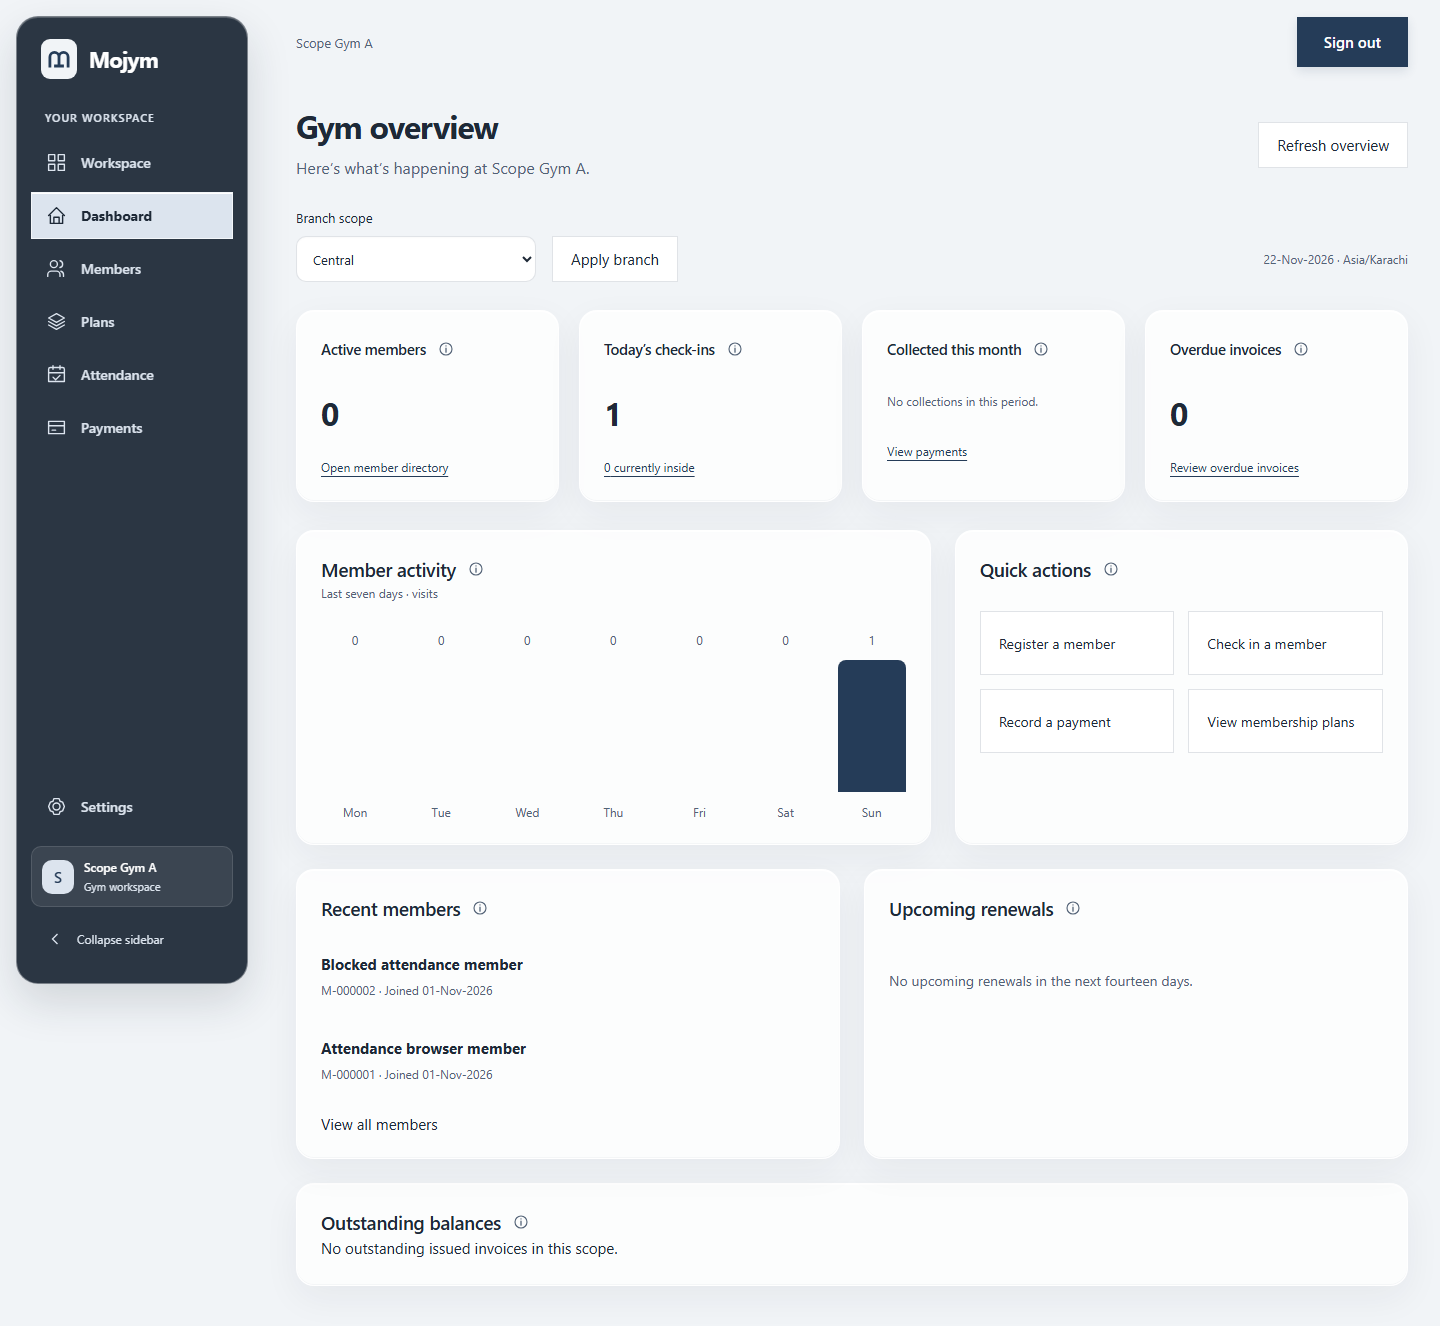 Mojym
YOUR WORKSPACE
Workspace
Dashboard
Members
Plans
Attendance
Payments
Settings
S
Scope Gym A
Gym workspace
Collapse sidebar
Scope Gym A
Sign out
Gym overview
Here’s what’s happening at Scope Gym A.
Refresh overview
Branch scope
Central
Apply branch
22-Nov-2026 · Asia/Karachi
Active members
0
Open member directory
Today’s check-ins
1
0 currently inside
Collected this month
No collections in this period.
View payments
Overdue invoices
0
Review overdue invoices
Member activity
Last seven days · visits
0 0 0 0 0 0 1
Mon Tue Wed Thu Fri Sat Sun
Quick actions
Register a member
Check in a member
Record a payment
View membership plans
Recent members
Blocked attendance member
M-000002 · Joined 01-Nov-2026
Attendance browser member
M-000001 · Joined 01-Nov-2026
View all members
Upcoming renewals
No upcoming renewals in the next fourteen days.
Outstanding balances
No outstanding issued invoices in this scope.